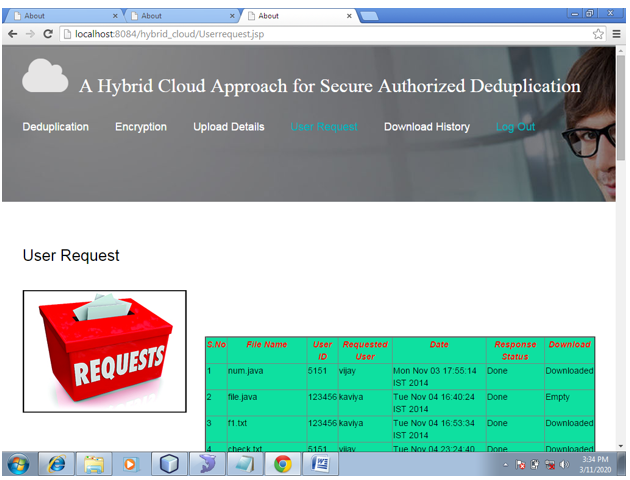 About
About
About
localhost:8084/hybrid_cloud/Userrequest.jsp
A Hybrid Cloud Approach for Secure Authorized Deduplication
Deduplication Encryption Upload Details User Request Download History Log Out
User Request
REQUESTS
S.No File Name User ID Requested User Date Response Status Download
1 num.java 5151 vijay Mon Nov 03 17:55:14 IST 2014 Done Downloaded
2 file.java 123456 kaviya Tue Nov 04 16:40:24 IST 2014 Done Empty
3 f1.txt 123456 kaviya Tue Nov 04 16:53:34 IST 2014 Done Downloaded
4 check.txt 5151 vijay Tue Nov 04 23:24:40 Done Downloaded
3:34 PM
3/11/2020